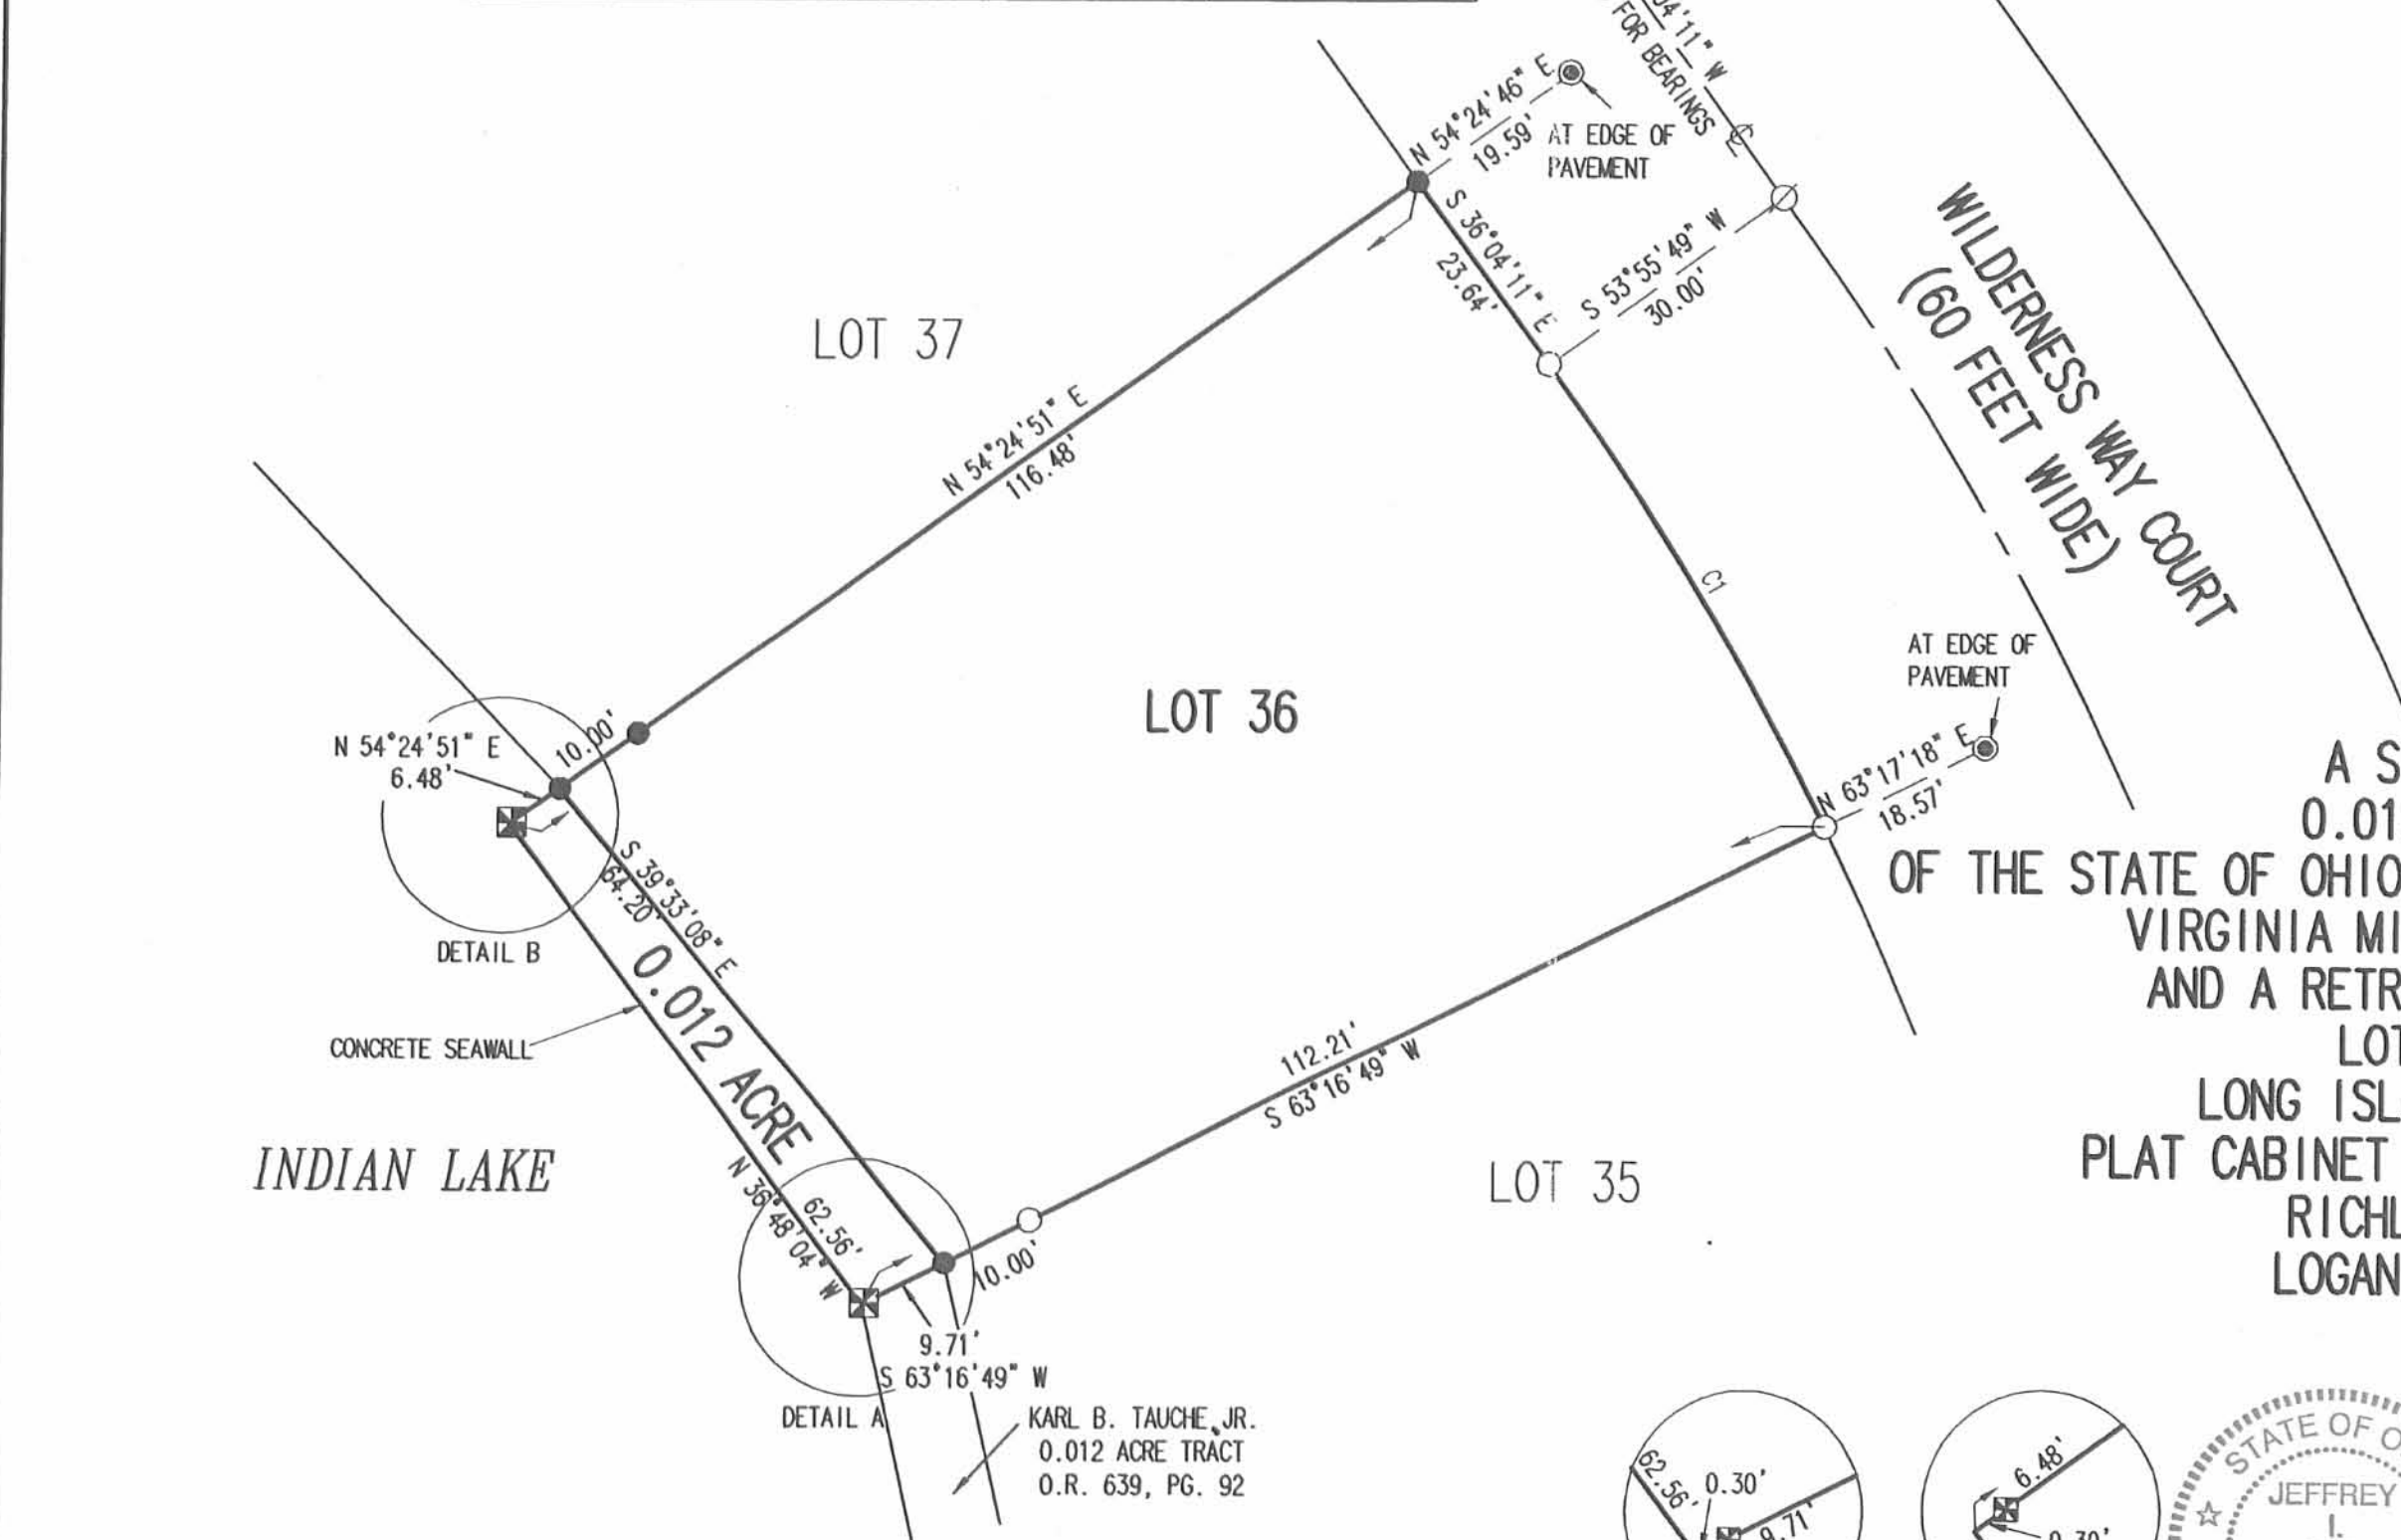 04'11" W
FOR BEARINGS
N 54°24'46" E
19.59'
AT EDGE OF
PAVEMENT
S 36°04'11" E
23.64'
S 53°55'49" W
30.00'
WILDERNESS WAY COURT
(60 FEET WIDE)
LOT 37
N 54°24'51" E
116.48'
C1
AT EDGE OF
PAVEMENT
N 63°17'18" E
18.57'
LOT 36
N 54°24'51" E
6.48'
10.00'
S 39°33'08" E
64.20'
DETAIL B
0.012 ACRE
CONCRETE SEAWALL
INDIAN LAKE
N 36°48'04" W
62.56'
112.21'
S 63°16'49" W
LOT 35
10.00'
9.71'
S 63°16'49" W
DETAIL A
KARL B. TAUCHE, JR.
0.012 ACRE TRACT
O.R. 639, PG. 92
A S
0.01
OF THE STATE OF OHIO
VIRGINIA MI
AND A RETR
LOT
LONG ISL
PLAT CABINET
RICHL
LOGAN
62.56'
0.30'
9.71'
6.48'
0.30'
STATE OF O
JEFFREY
I.